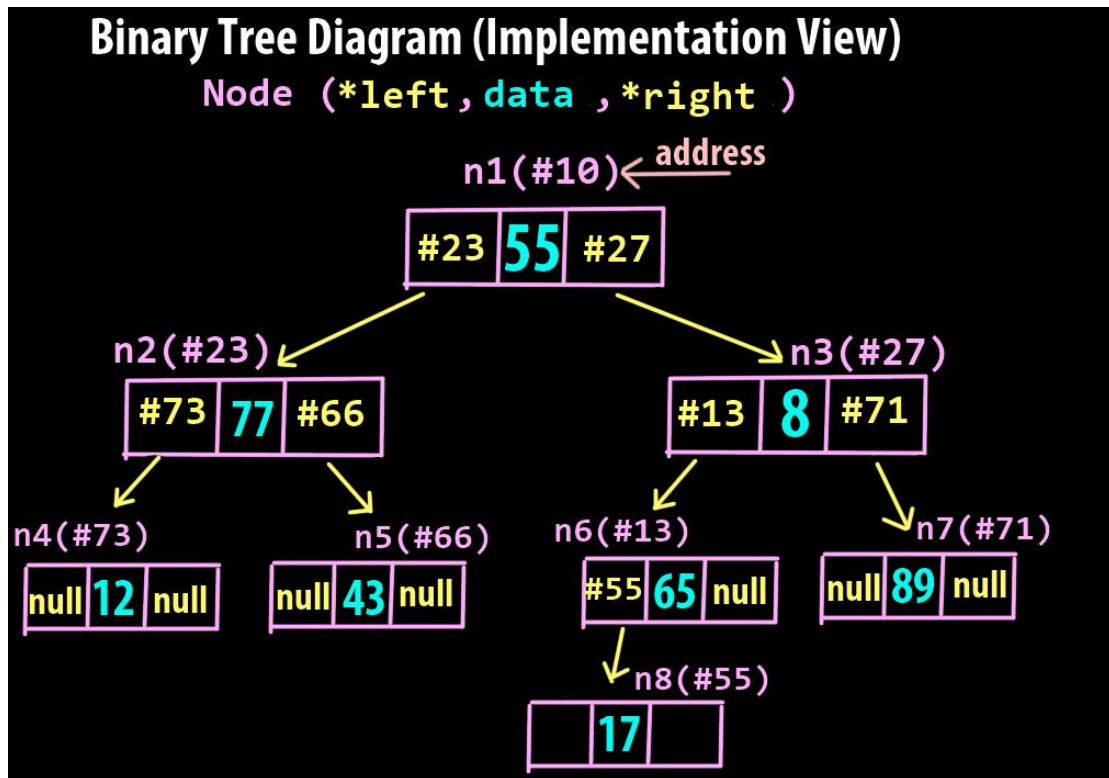 Binary Tree Diagram (Implementation View)
Node (*left,data ,*right )
n1(#10) address
#23 55 #27
n2(#23) n3(#27)
#73 77 #66 #13 8 #71
n4(#73) n5(#66) n6(#13) n7(#71)
null 12 null null 43 null #55 65 null null 89 null
n8(#55)
17